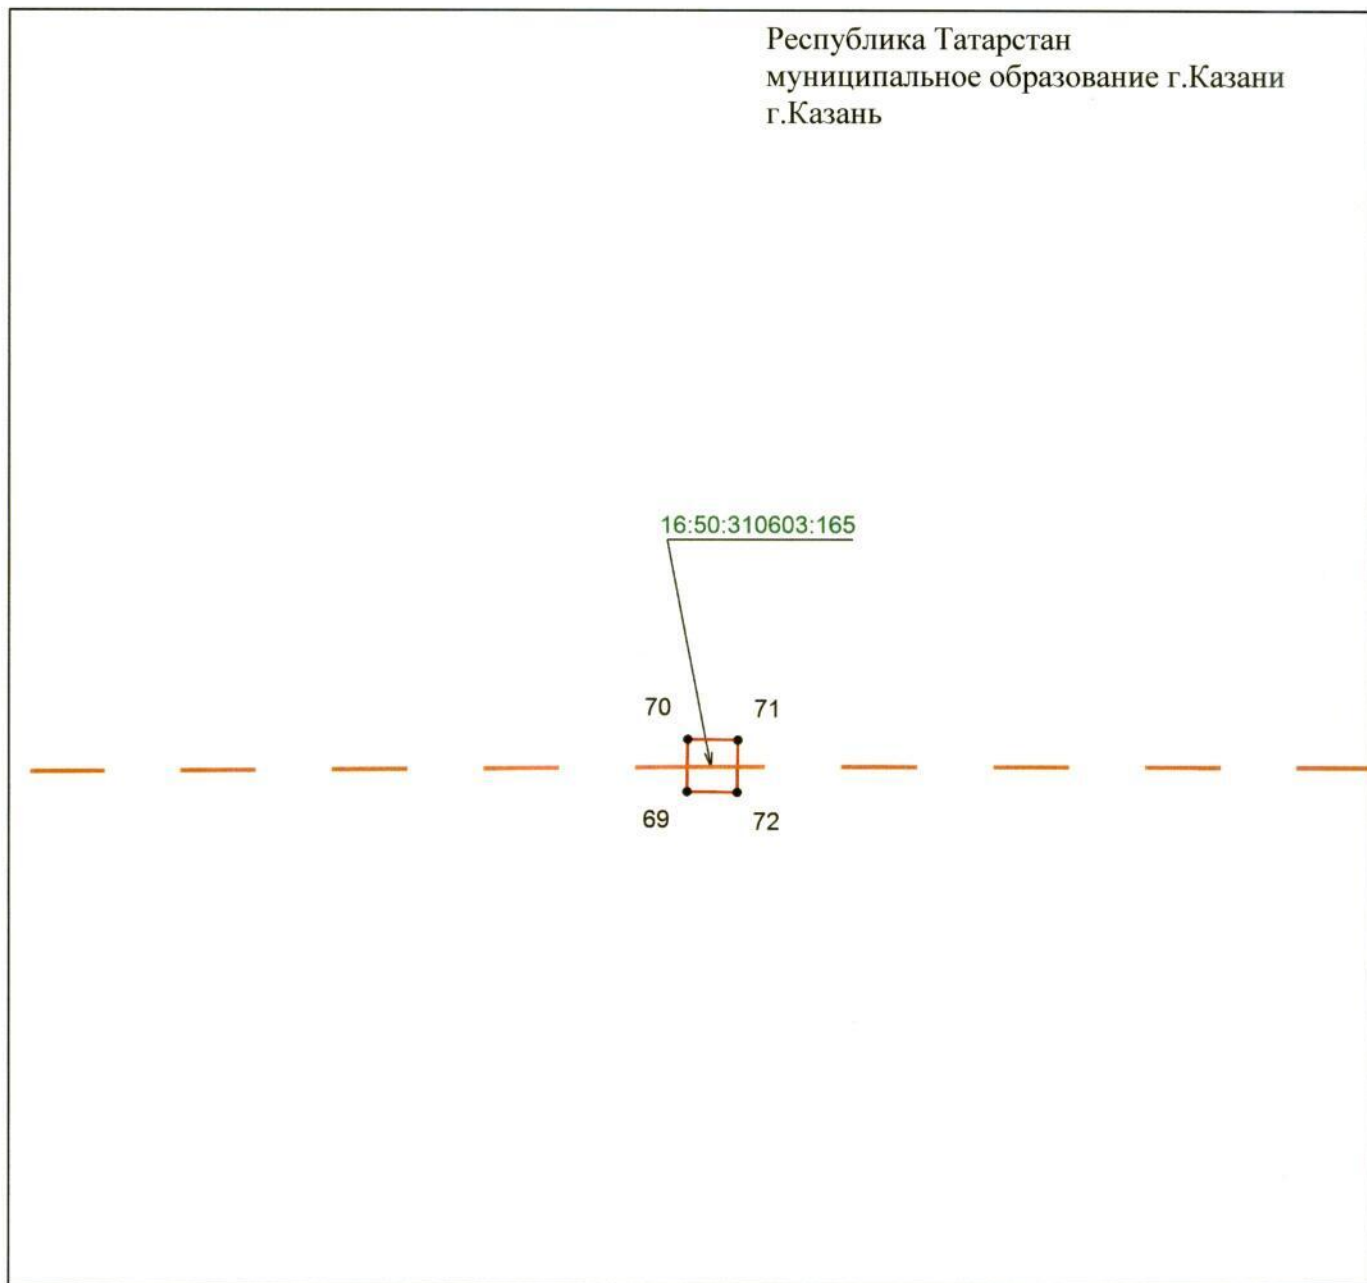 Республика Татарстан
муниципальное образование г.Казани
г.Казань
16:50:310603:165
70 71
69 72